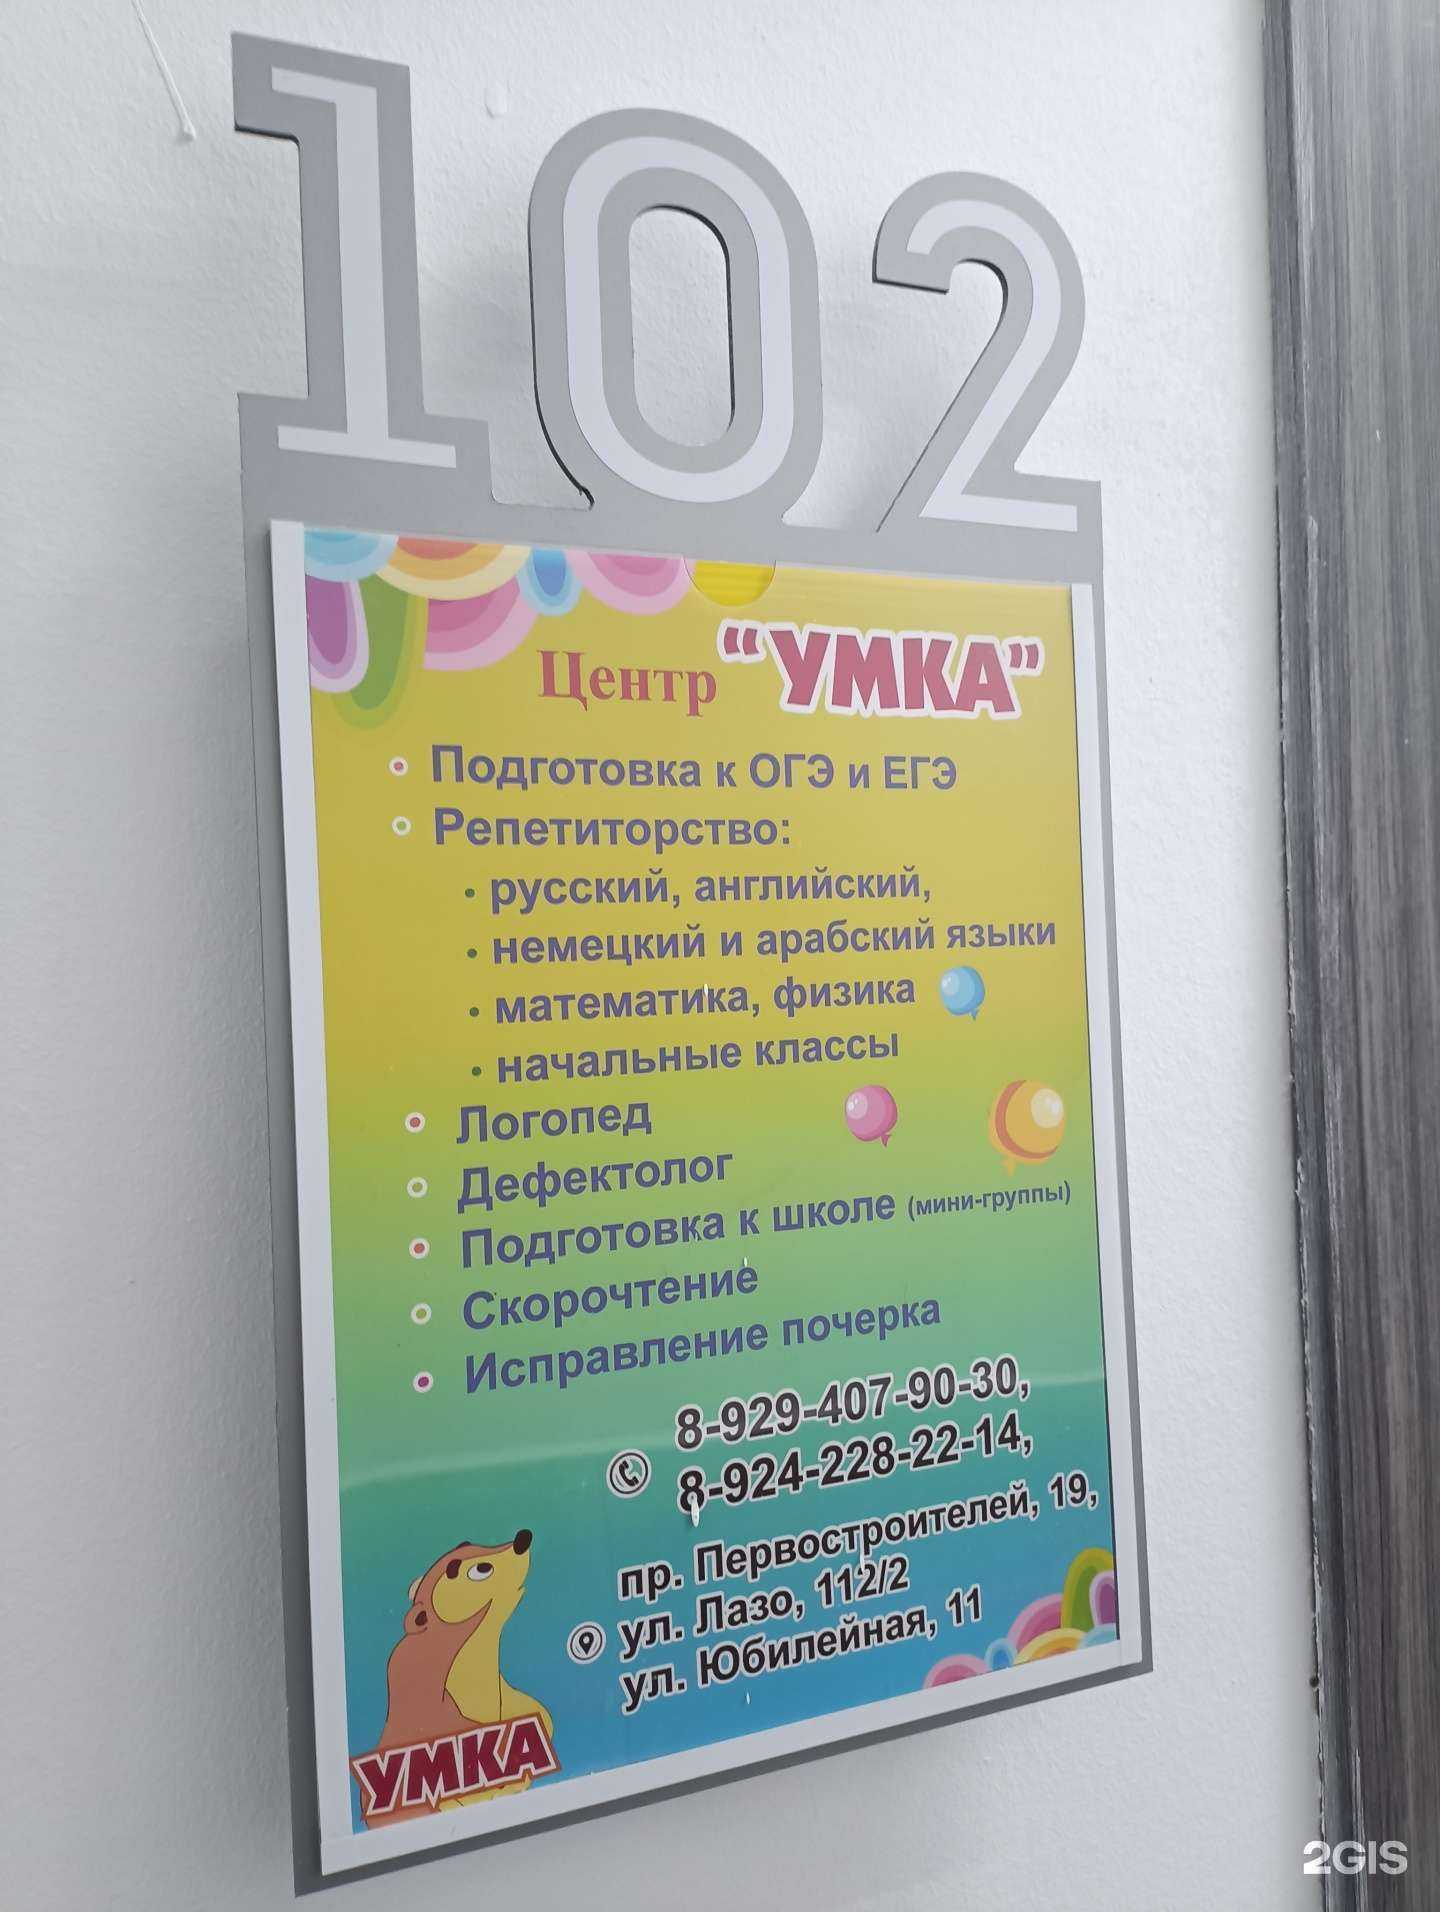 102
Центр "УМКА"
Подготовка к ОГЭ и ЕГЭ
Репетиторство:
• русский, английский,
• немецкий и арабский языки
• математика, физика
• начальные классы
Логопед
Дефектолог
Подготовка к школе (мини-группы)
Скорочтение
Исправление почерка
8-929-407-90-30,
8-924-228-22-14,
пр. Первостроителей, 19,
ул. Лазо, 112/2
ул. Юбилейная, 11
УМКА
2GIS